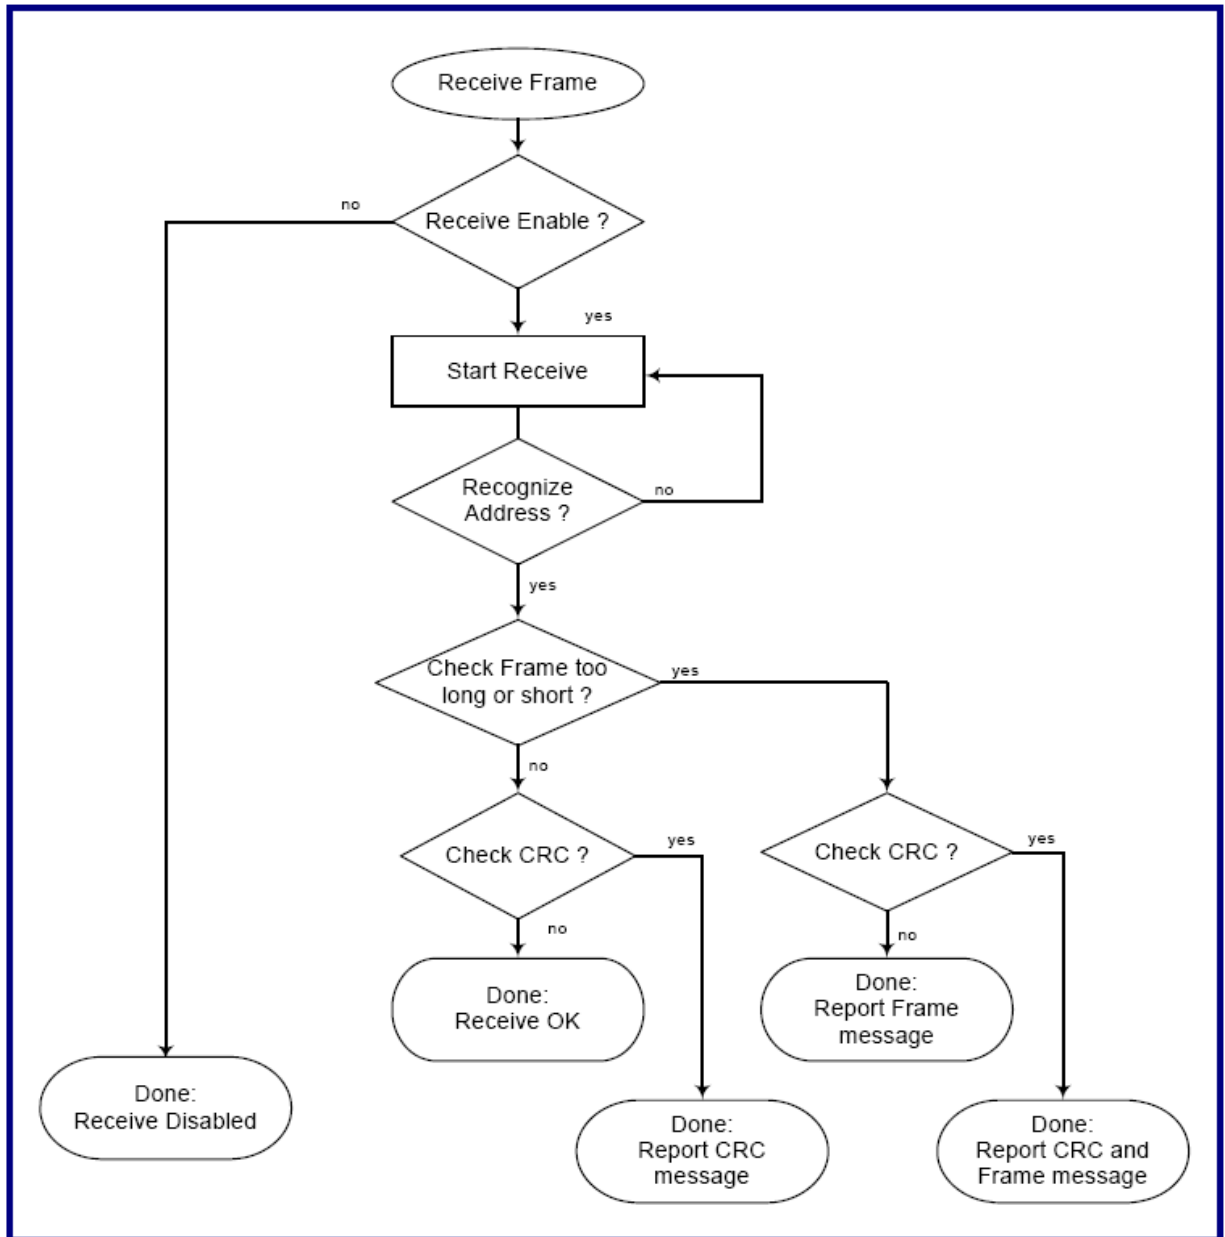 Receive Frame
no
Receive Enable ?
yes
Start Receive
Recognize
Address ?
no
yes
Check Frame too
long or short ?
yes
no
Check CRC ?
yes
Check CRC ?
yes
no
no
Done:
Receive OK
Done:
Report Frame
message
Done:
Receive Disabled
Done:
Report CRC
message
Done:
Report CRC and
Frame message